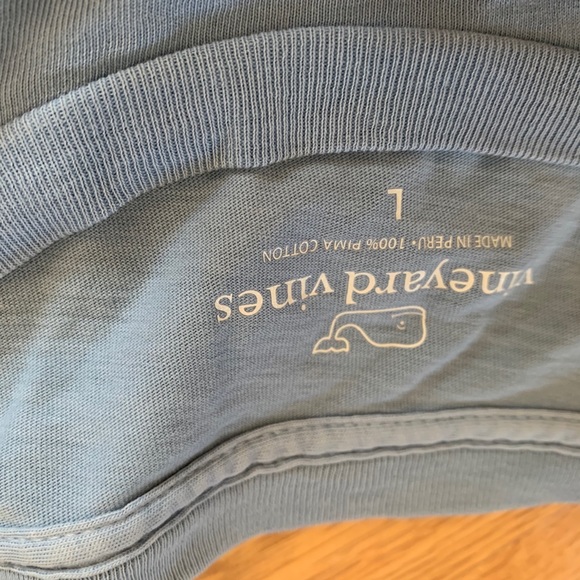 vineyard vines
MADE IN PERU • 100% PIMA COTTON
L